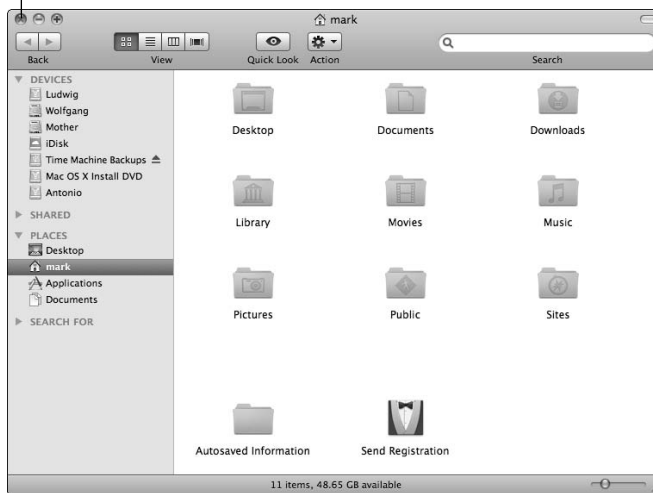 mark
Back View Quick Look Action Search
DEVICES
Ludwig
Wolfgang
Mother
iDisk
Time Machine Backups
Mac OS X Install DVD
Antonio
SHARED
PLACES
Desktop
mark
Applications
Documents
SEARCH FOR
Desktop Documents Downloads
Library Movies Music
Pictures Public Sites
Autosaved Information Send Registration
11 items, 48.65 GB available